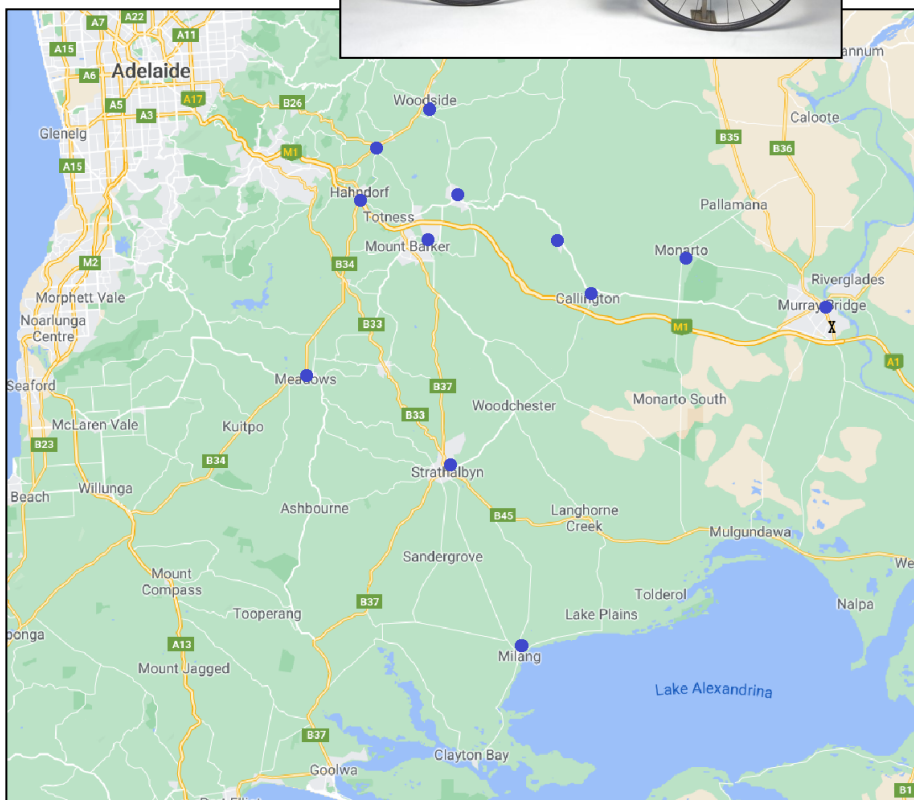 A22
A7
A11
A15
Adelaide
A6
A17
annum
Woodside
B26
A5
A3
Caloote
Glenelg
B35
B36
M1
A15
Hahndorf
Pallamana
Totness
Mount Barker
Monarto
M2
B34
Riverglades
Morphett Vale
Callington
Murray Bridge
Noarlunga
Centre
B33
M1
X
A1
Meadows
Seaford
B37
Monarto South
Woodchester
B33
McLaren Vale
Kuitpo
B23
B34
Strathalbyn
Beach
Willunga
Ashbourne
B45
Langhorne
Creek
Mulgundawa
Sandergrove
We
Mount
Compass
Tolderol
B37
Nalpa
Tooperang
Lake Plains
ponga
A13
Milang
Mount Jagged
Lake Alexandrina
B37
Clayton Bay
Goolwa
B1